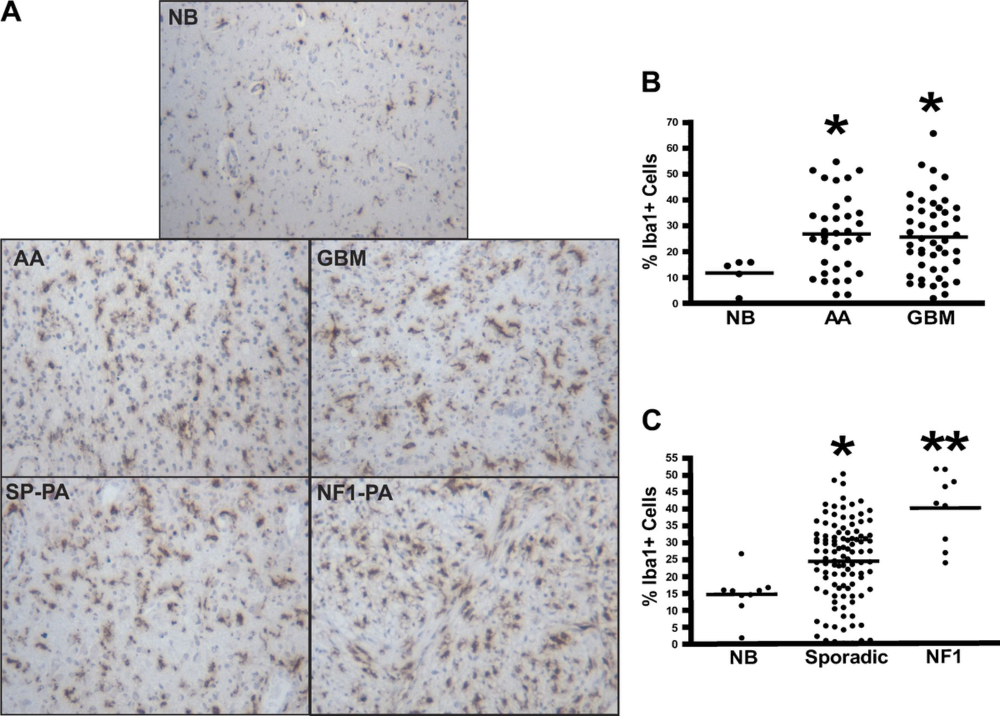 A
NB
AA
GBM
SP-PA
NF1-PA
B
* *
% Iba1+ Cells
70
60
50
40
30
20
10
0
NB AA GBM
C
* **
% Iba1+ Cells
55
50
45
40
35
30
25
20
15
10
5
0
NB Sporadic NF1